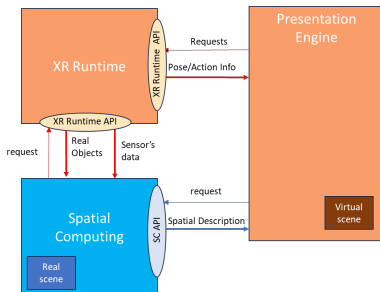 Presentation
Engine
XR Runtime
XR Runtime API
Requests
Pose/Action Info
XR Runtime API
request
Real
Objects
Sensor's
data
Spatial
Computing
SC API
request
Spatial Description
Virtual
scene
Real
scene